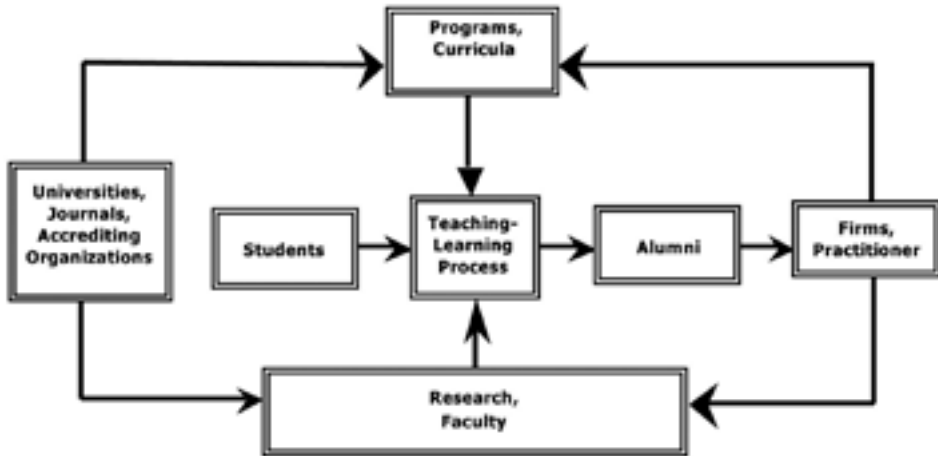 Programs,
Curricula
Universities,
Journals,
Accrediting
Organizations
Students
Teaching-
Learning
Process
Alumni
Firms,
Practitioner
Research,
Faculty